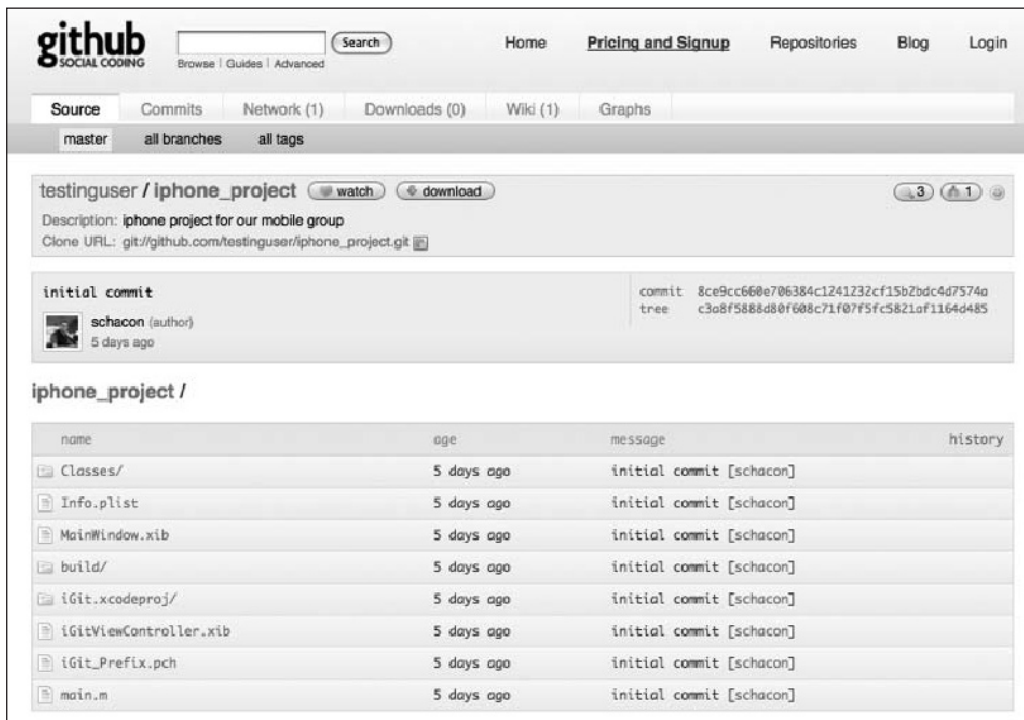 github
SOCIAL CODING
Search
Browse | Guides | Advanced
Home Pricing and Signup Repositories Blog Login
Source Commits Network (1) Downloads (0) Wiki (1) Graphs
master all branches all tags
testinguser / iphone_project watch download 3 1
Description: iphone project for our mobile group
Clone URL: git://github.com/testinguser/iphone_project.git
initial commit
schacon (author)
5 days ago
commit 8ce9cc660e706384c1241232cf15b2bdc4d7574a
tree c3a8f5888d80f608c71f07f5fc5821af1164d485
iphone_project /
name age message history
Classes/ 5 days ago initial commit [schacon]
Info.plist 5 days ago initial commit [schacon]
MainWindow.xib 5 days ago initial commit [schacon]
build/ 5 days ago initial commit [schacon]
iGit.xcodeproj/ 5 days ago initial commit [schacon]
iGitViewController.xib 5 days ago initial commit [schacon]
iGit_Prefix.pch 5 days ago initial commit [schacon]
main.m 5 days ago initial commit [schacon]